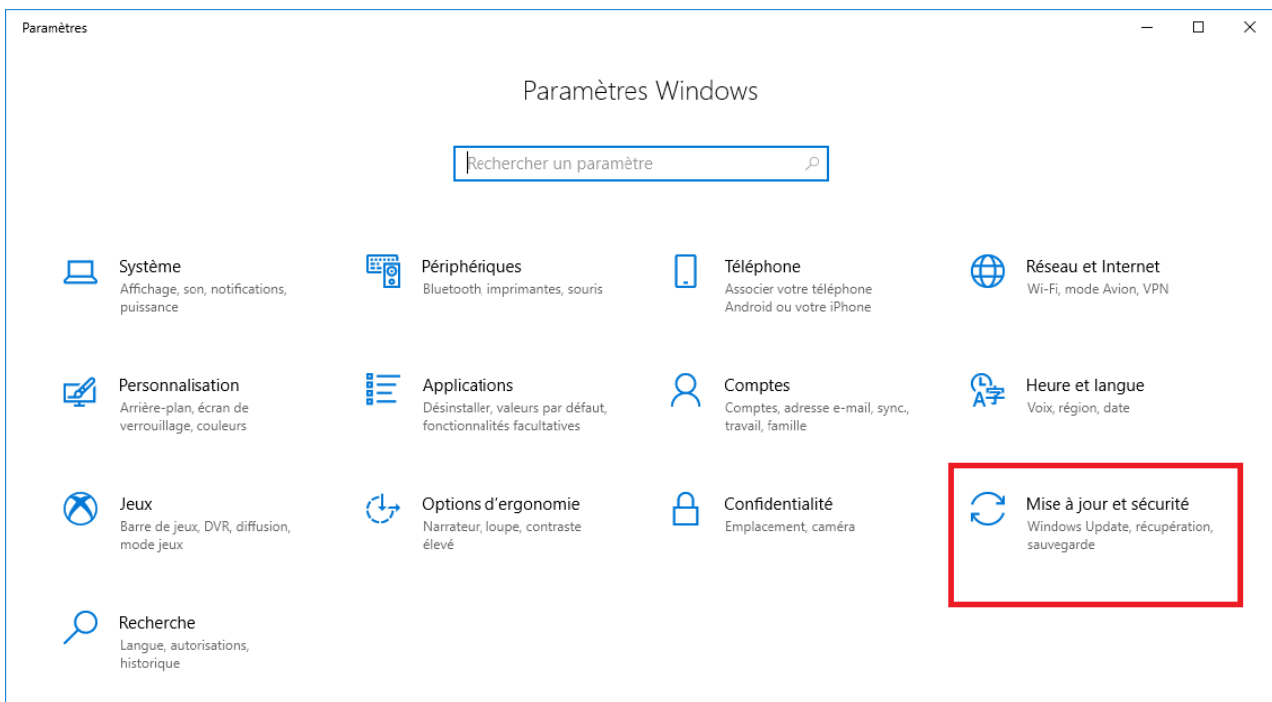 Paramètres
Paramètres Windows
Rechercher un paramètre
Système
Affichage, son, notifications,
puissance
Périphériques
Bluetooth, imprimantes, souris
Téléphone
Associer votre téléphone
Android ou votre iPhone
Réseau et Internet
Wi-Fi, mode Avion, VPN
Personnalisation
Arrière-plan, écran de
verrouillage, couleurs
Applications
Désinstaller, valeurs par défaut,
fonctionnalités facultatives
Comptes
Comptes, adresse e-mail, sync.,
travail, famille
Heure et langue
Voix, région, date
Jeux
Barre de jeux, DVR, diffusion,
mode jeux
Options d'ergonomie
Narrateur, loupe, contraste
élevé
Confidentialité
Emplacement, caméra
Mise à jour et sécurité
Windows Update, récupération,
sauvegarde
Recherche
Langue, autorisations,
historique